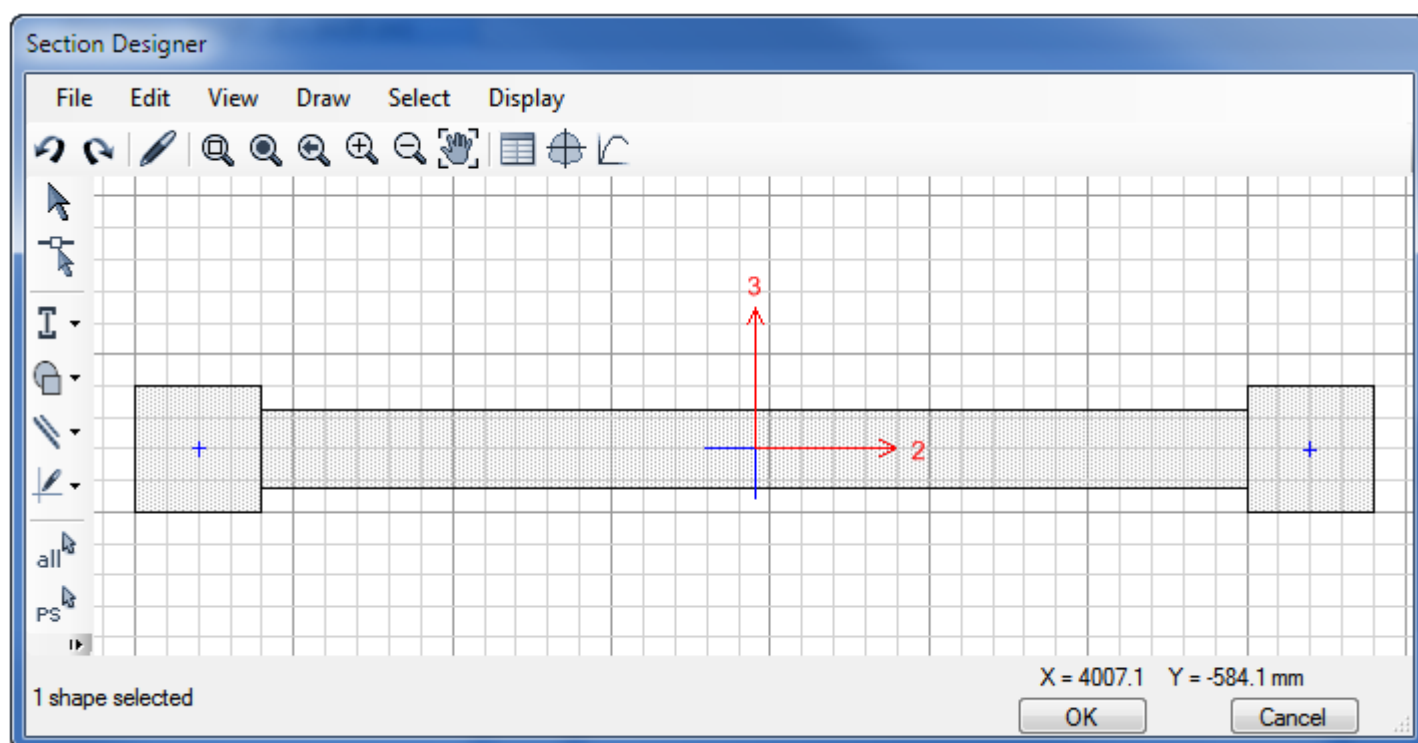 Section Designer
File Edit View Draw Select Display
3
2
all
PS
X = 4007.1 Y = -584.1 mm
1 shape selected
OK Cancel